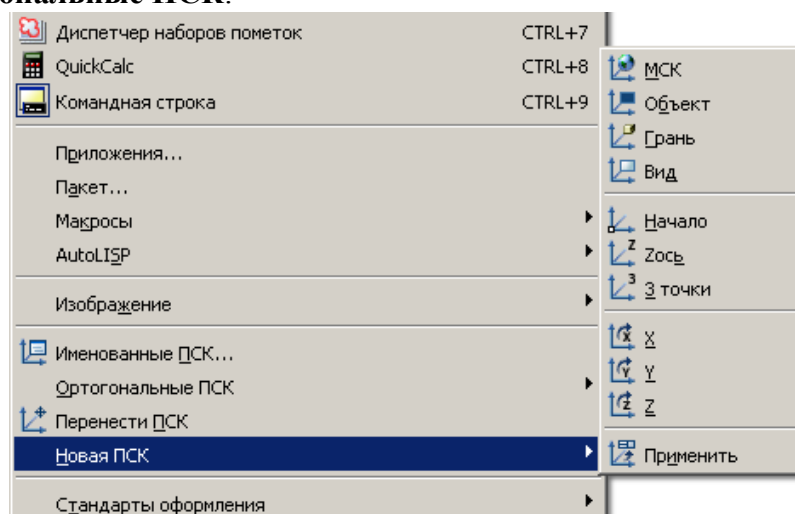 ональные ПСК.
Диспетчер наборов пометок CTRL+7
QuickCalc CTRL+8
Командная строка CTRL+9
Приложения...
Пакет...
Макросы
AutoLISP
Изображение
Именованные ПСК...
Ортогональные ПСК
Перенести ПСК
Новая ПСК
Стандарты оформления
МСК
Объект
Грань
Вид
Начало
Zось
3 точки
X
Y
Z
Применить